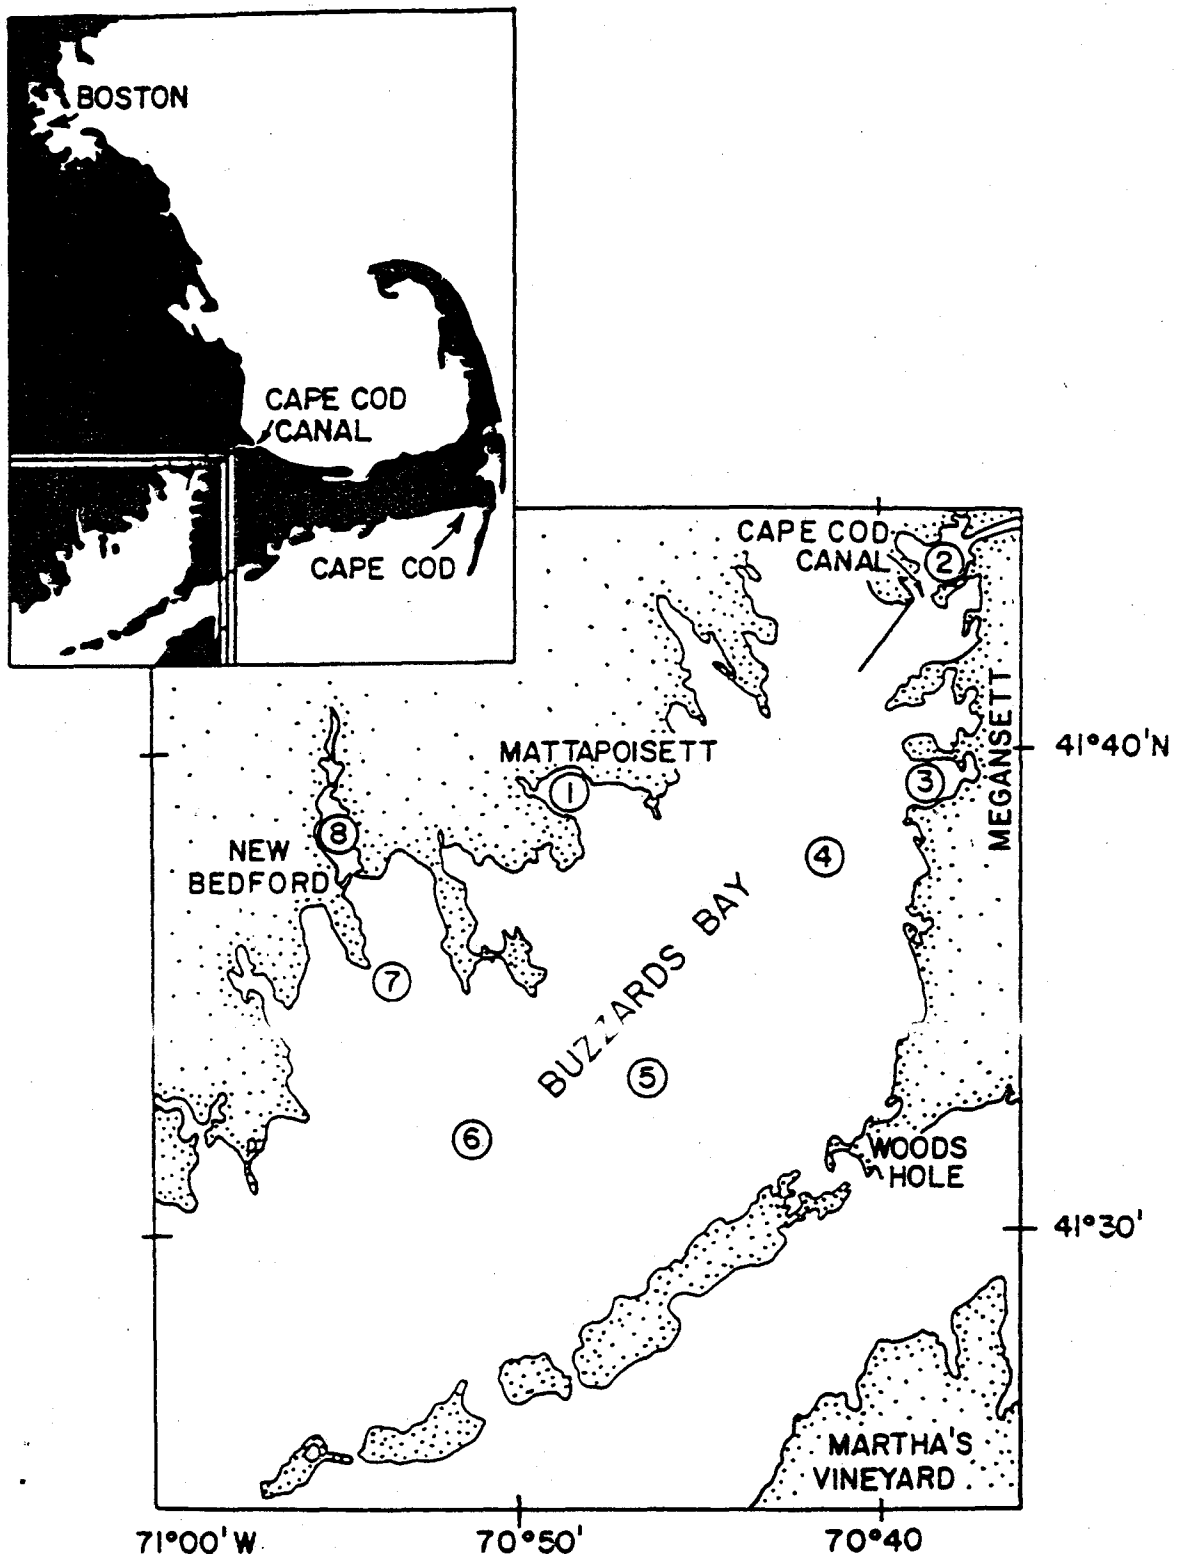 BOSTON
CAPE COD
CANAL
CAPE COD
CAPE COD
CANAL
2
MEGANSETT
41°40'N
MATTAPOISETT
1
3
8
NEW
BEDFORD
4
7
BUZZARDS BAY
5
6
WOODS
HOLE
41°30'
MARTHA'S
VINEYARD
71°00'W
70°50'
70°40'